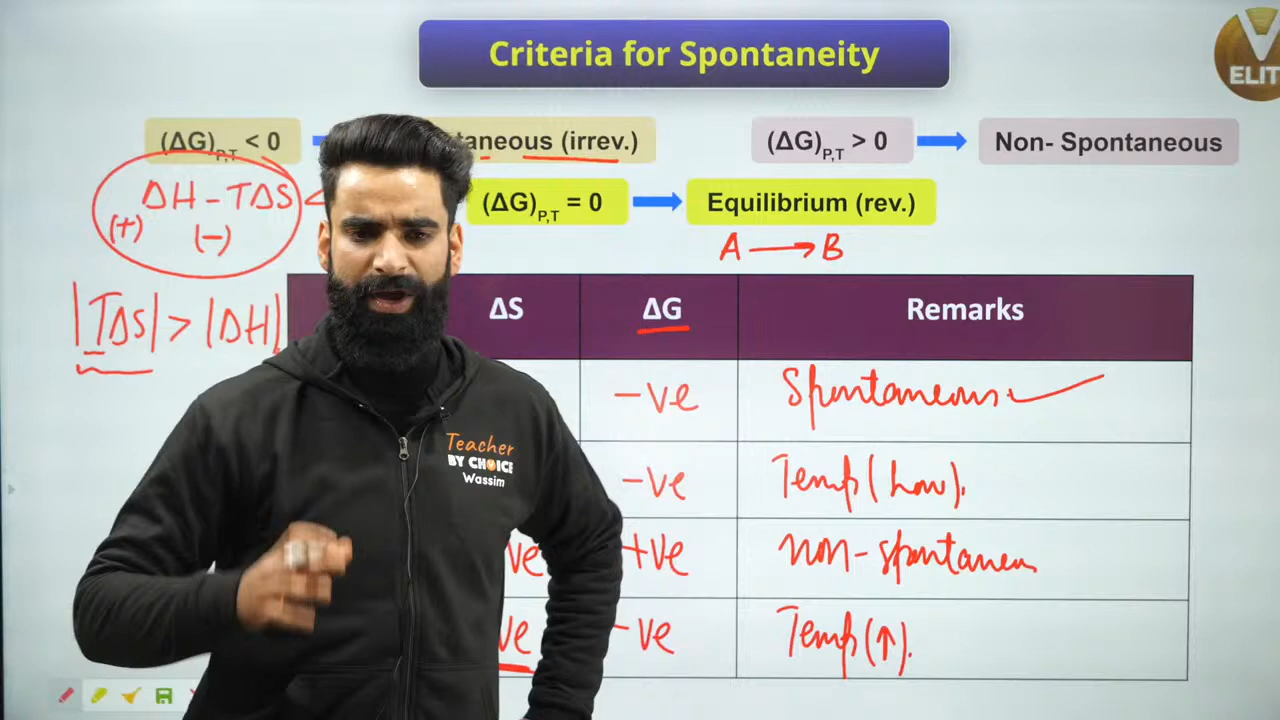 Criteria for Spontaneity
V
ELIT
(ΔG)P,T < 0
taneous (irrev.)
(ΔG)P,T > 0
Non- Spontaneous
ΔH - TΔS <
(+) (-)
(ΔG)P,T = 0
Equilibrium (rev.)
A → B
|TΔS| > |ΔH|
ΔS ΔG Remarks
-ve Spontaneous
-ve Temp (low).
ve +ve non-spontaneous
ve -ve Temp (↑).
Teacher
BY CHOICE
Wassim